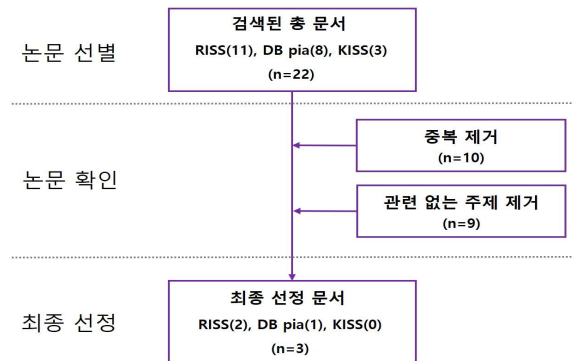 논문 선별
검색된 총 문서
RISS(11), DB pia(8), KISS(3)
(n=22)
논문 확인
중복 제거
(n=10)
관련 없는 주제 제거
(n=9)
최종 선정
최종 선정 문서
RISS(2), DB pia(1), KISS(0)
(n=3)